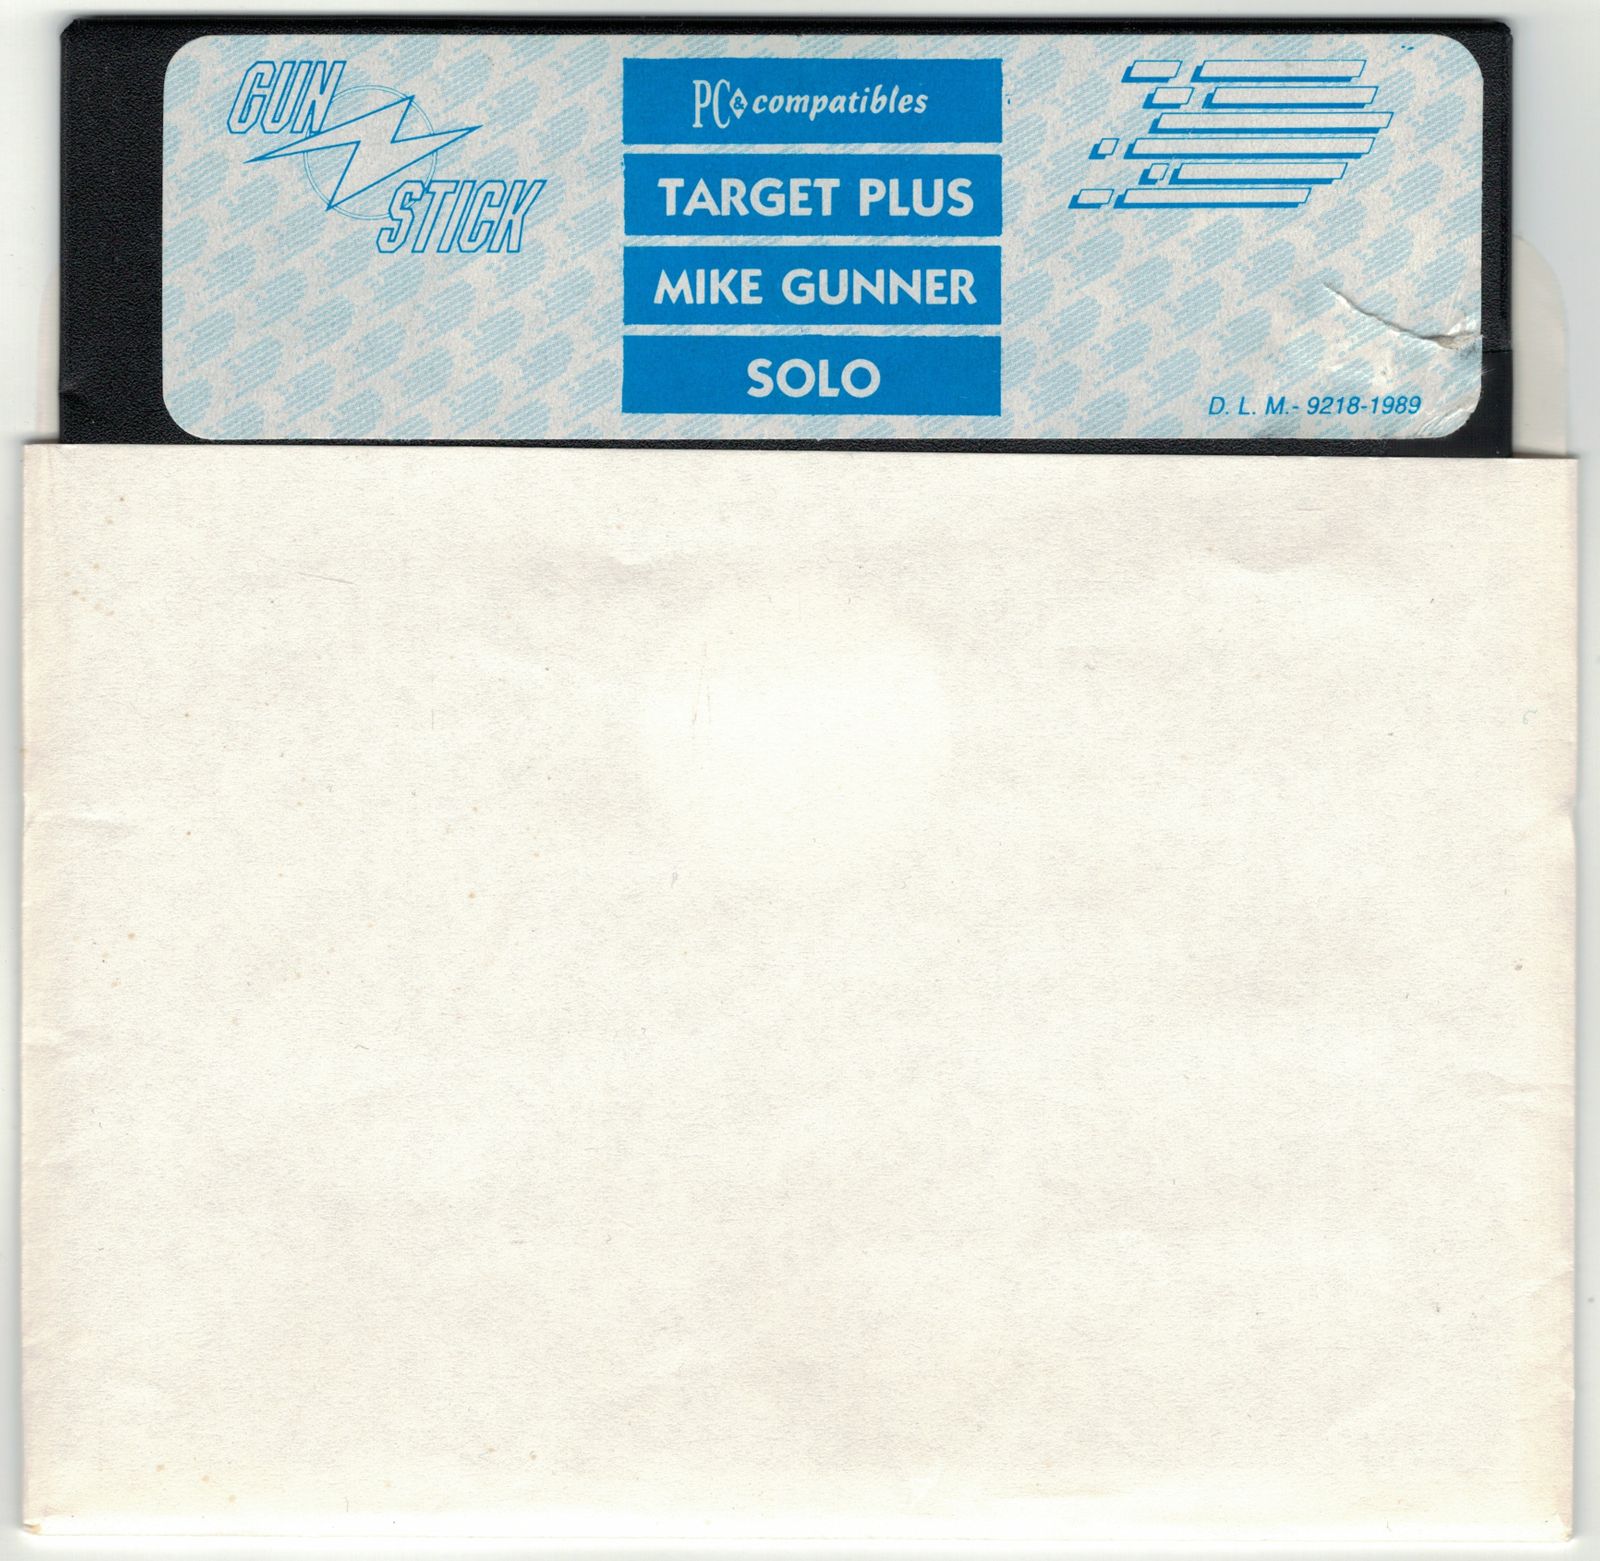 GUN
STICK
PC & compatibles
TARGET PLUS
MIKE GUNNER
SOLO
D. L. M.- 9218-1989